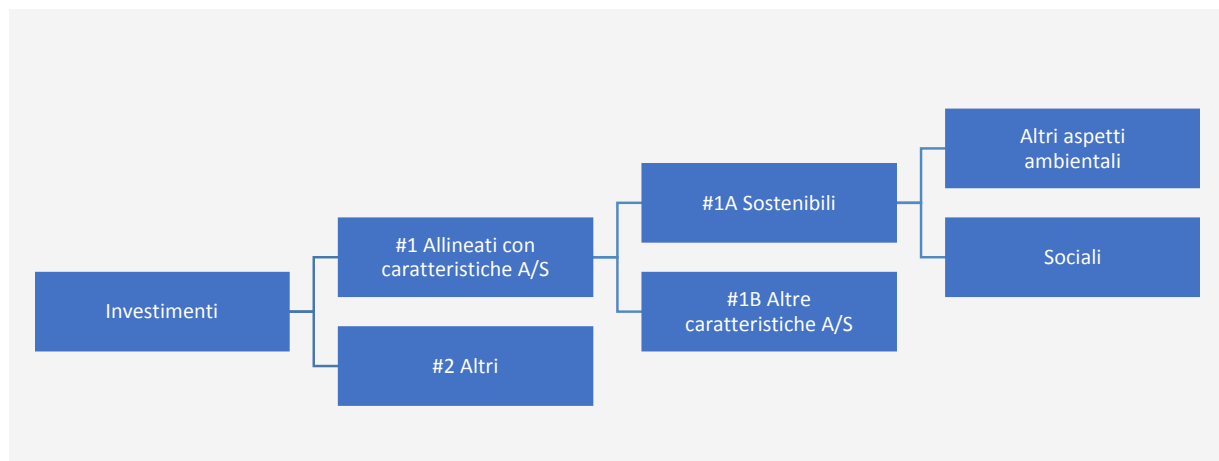 Investimenti
#1 Allineati con
caratteristiche A/S
#2 Altri
#1A Sostenibili
#1B Altre
caratteristiche A/S
Altri aspetti
ambientali
Sociali